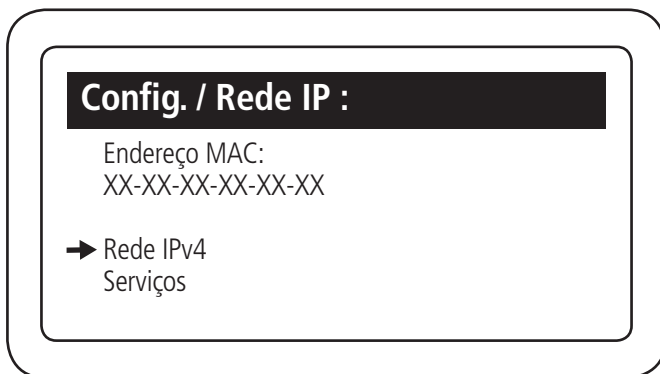 Config. / Rede IP :
Endereço MAC:
XX-XX-XX-XX-XX-XX
Rede IPv4
Serviços